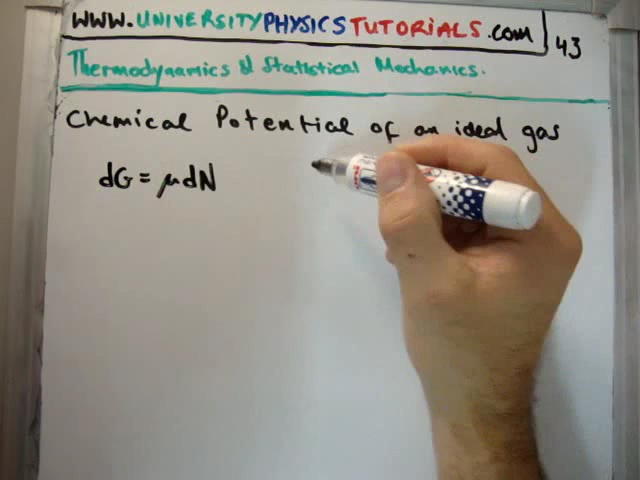 WWW.UNIVERSITYPHYSICSTUTORIALS.com 43
Thermodynamics & Statistical Mechanics.
Chemical Potential of an ideal gas
dG = μdN